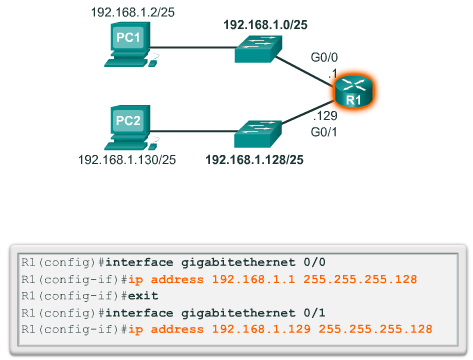 192.168.1.2/25
192.168.1.0/25
PC1
G0/0
.1
R1
.129
G0/1
PC2
192.168.1.130/25
192.168.1.128/25
R1(config)#interface gigabitethernet 0/0
R1(config-if)#ip address 192.168.1.1 255.255.255.128
R1(config-if)#exit
R1(config)#interface gigabitethernet 0/1
R1(config-if)#ip address 192.168.1.129 255.255.255.128